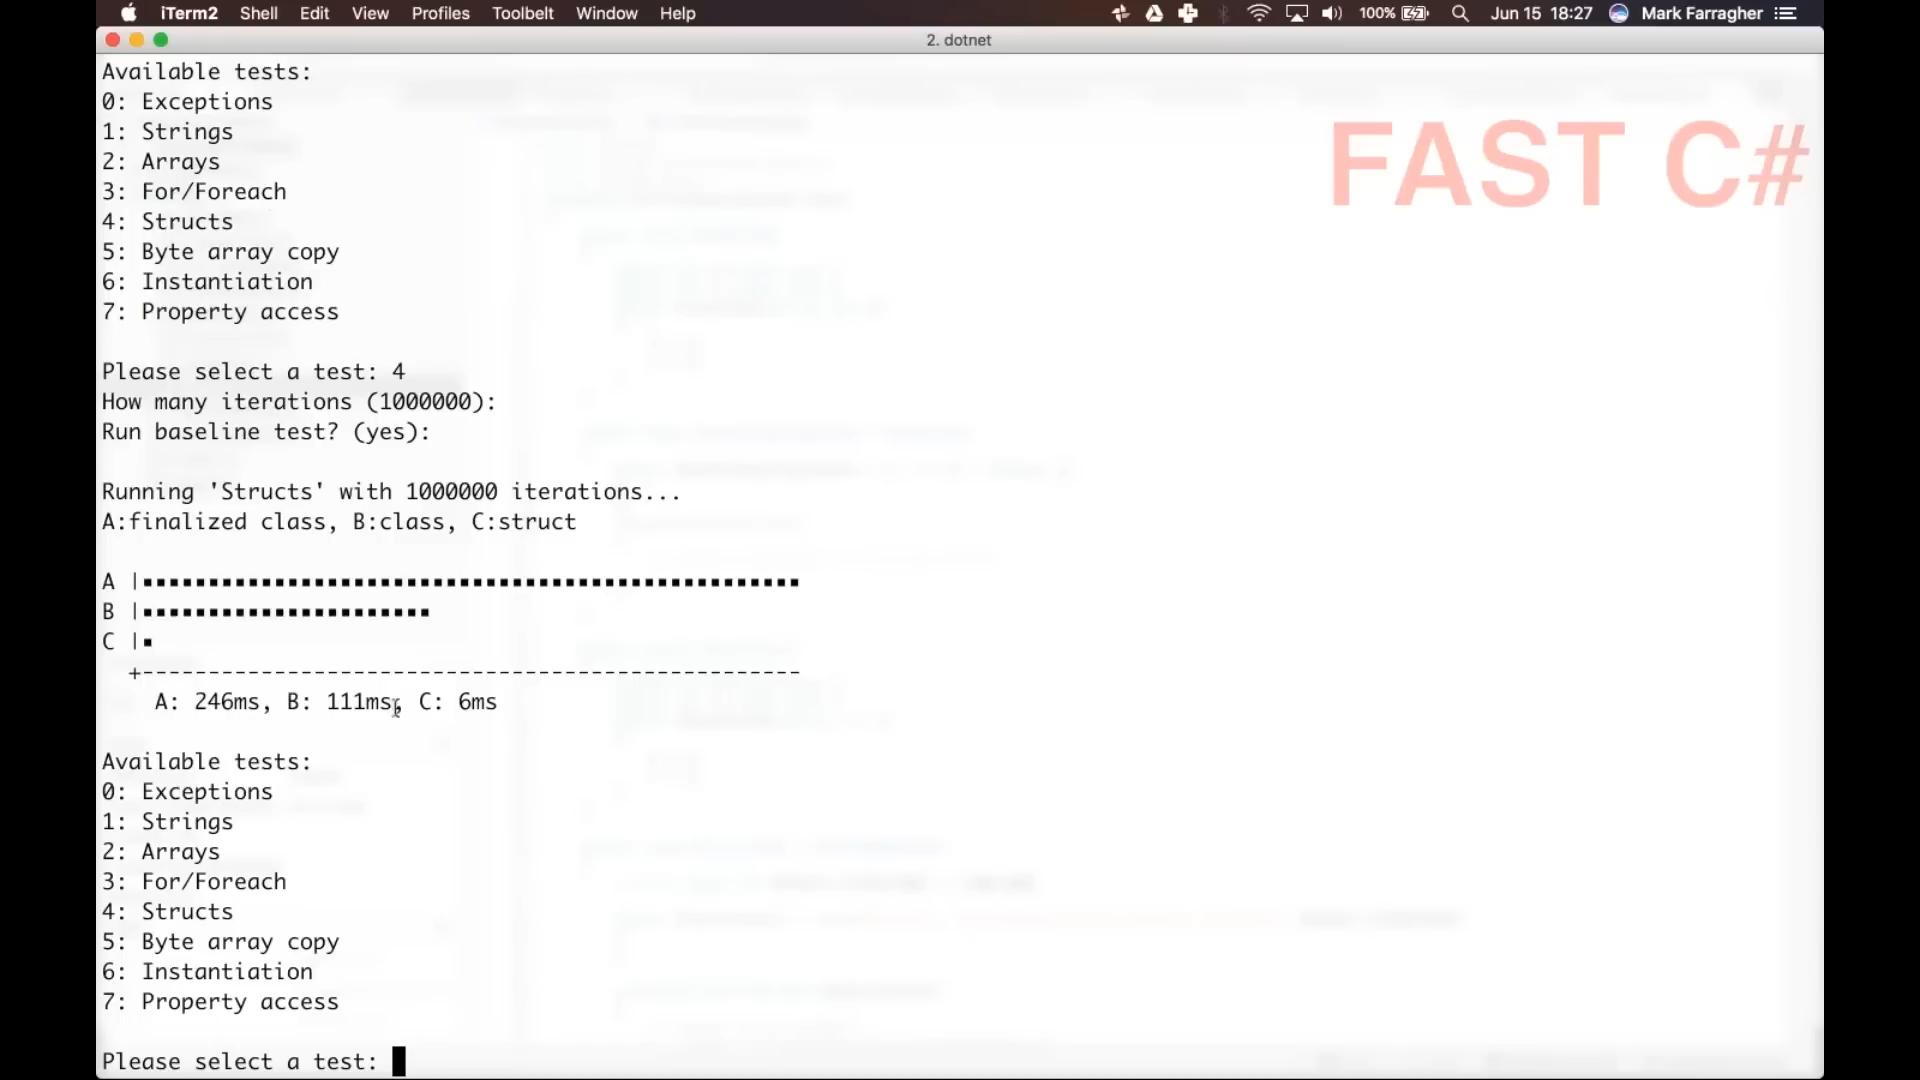 iTerm2 Shell Edit View Profiles Toolbelt Window Help 100% Jun 15 18:27 Mark Farragher
2. dotnet
FAST C#
Available tests:
0: Exceptions
1: Strings
2: Arrays
3: For/Foreach
4: Structs
5: Byte array copy
6: Instantiation
7: Property access
Please select a test: 4
How many iterations (1000000):
Run baseline test? (yes):
Running 'Structs' with 1000000 iterations...
A:finalized class, B:class, C:struct
A |▪▪▪▪▪▪▪▪▪▪▪▪▪▪▪▪▪▪▪▪▪▪▪▪▪▪▪▪▪▪▪▪▪▪▪▪▪▪▪▪▪▪▪▪▪▪▪▪▪▪
B |▪▪▪▪▪▪▪▪▪▪▪▪▪▪▪▪▪▪▪▪▪▪
C |▪
+--------------------------------------------------
A: 246ms, B: 111ms, C: 6ms
Available tests:
0: Exceptions
1: Strings
2: Arrays
3: For/Foreach
4: Structs
5: Byte array copy
6: Instantiation
7: Property access
Please select a test: